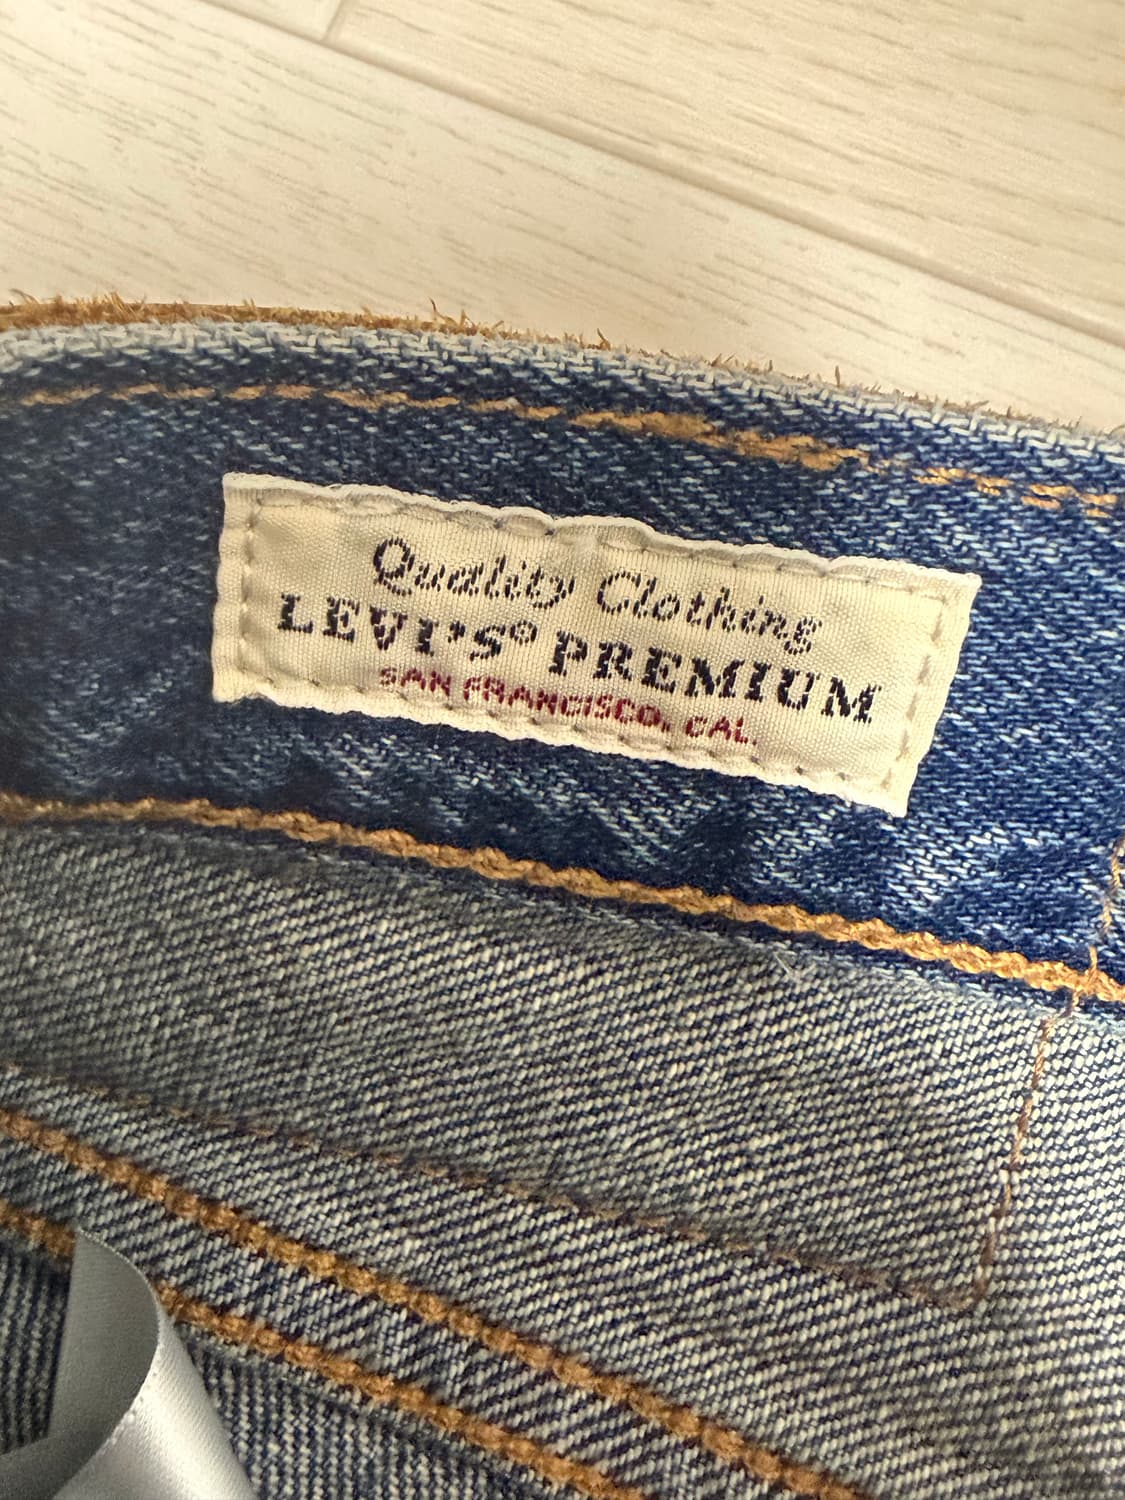 Quality Clothing
LEVI'S® PREMIUM
SAN FRANCISCO, CAL.